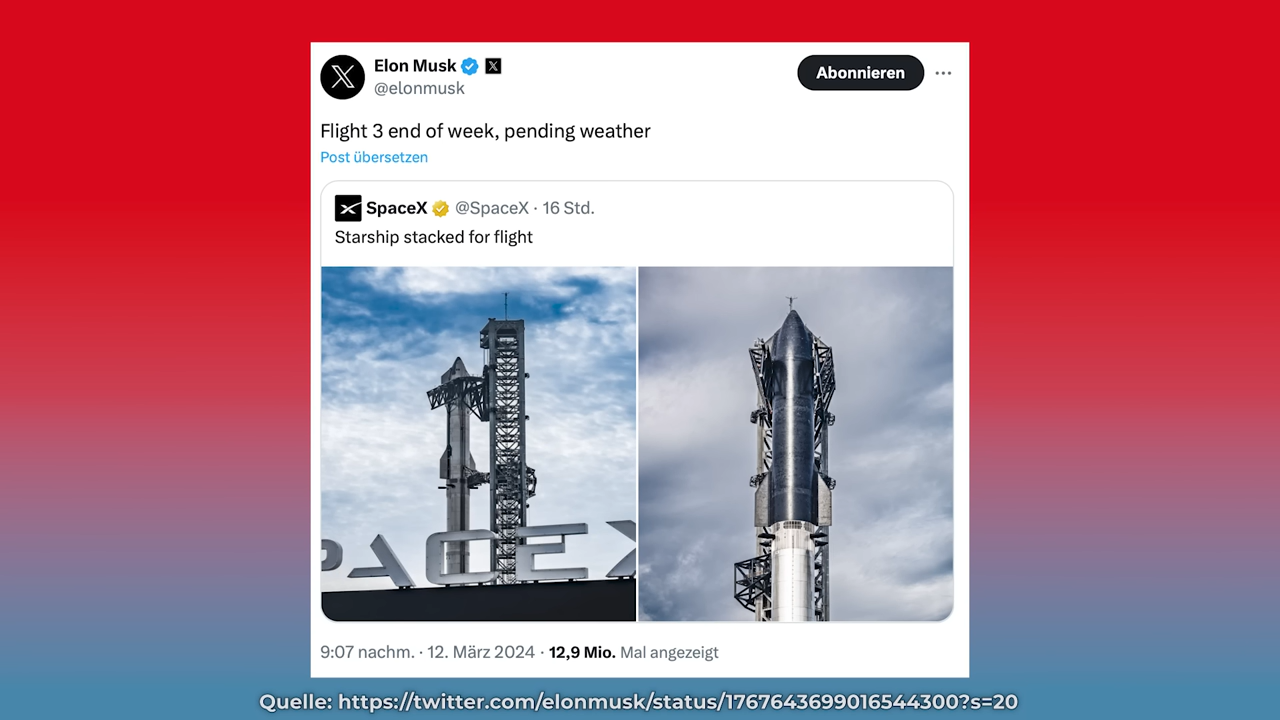 Elon Musk
@elonmusk
Abonnieren
Flight 3 end of week, pending weather
Post übersetzen
SpaceX @SpaceX · 16 Std.
Starship stacked for flight
PACEX
9:07 nachm. · 12. März 2024 · 12,9 Mio. Mal angezeigt
Quelle: https://twitter.com/elonmusk/status/1767643699016544300?s=20